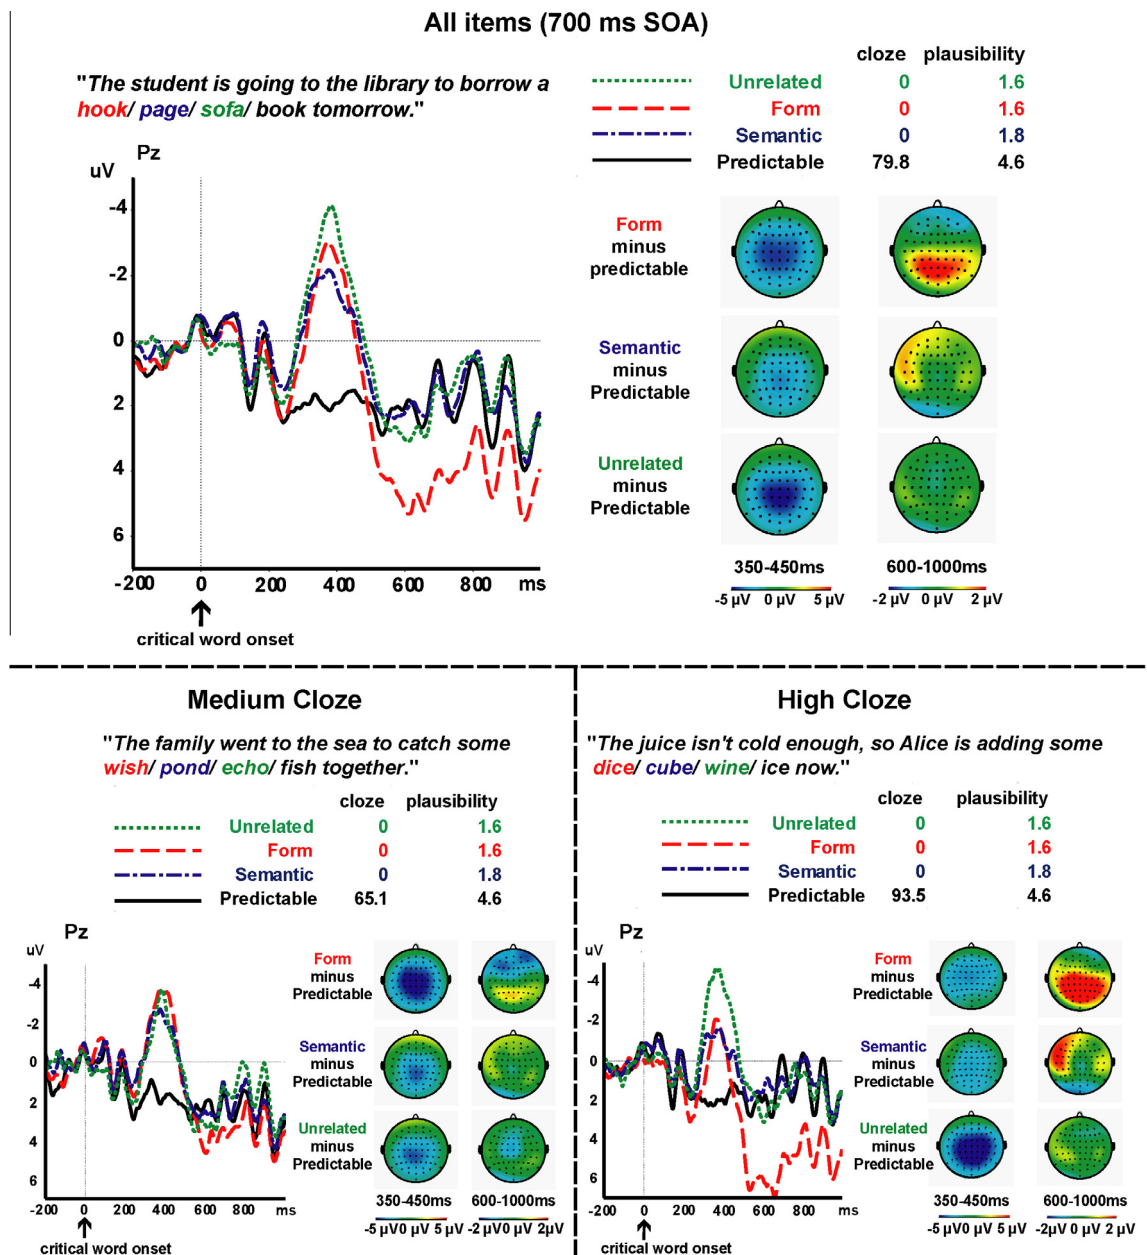 All items (700 ms SOA)
"The student is going to the library to borrow a
hook/ page/ sofa/ book tomorrow."
cloze plausibility
Unrelated 0 1.6
Form 0 1.6
Semantic 0 1.8
Predictable 79.8 4.6
Pz
uV
-4
-2
0
2
4
6
-200 0 200 400 600 800 ms
critical word onset
Form
minus
predictable
Semantic
minus
Predictable
Unrelated
minus
Predictable
350-450ms 600-1000ms
-5 µV 0 µV 5 µV -2 µV 0 µV 2 µV
Medium Cloze
"The family went to the sea to catch some
wish/ pond/ echo/ fish together."
cloze plausibility
Unrelated 0 1.6
Form 0 1.6
Semantic 0 1.8
Predictable 65.1 4.6
Pz
uV
-4
-2
0
2
4
6
-200 0 200 400 600 800 ms
critical word onset
Form
minus
Predictable
Semantic
minus
Predictable
Unrelated
minus
Predictable
350-450ms 600-1000ms
-5 µV 0 µV 5 µV -2 µV 0 µV 2µV
High Cloze
"The juice isn't cold enough, so Alice is adding some
dice/ cube/ wine/ ice now."
cloze plausibility
Unrelated 0 1.6
Form 0 1.6
Semantic 0 1.8
Predictable 93.5 4.6
Pz
uV
-4
-2
0
2
4
6
-200 0 200 400 600 800 ms
critical word onset
Form
minus
Predictable
Semantic
minus
Predictable
Unrelated
minus
Predictable
350-450ms 600-1000ms
-5 µV 0 µV 5 µV -2µV 0 µV 2 µV